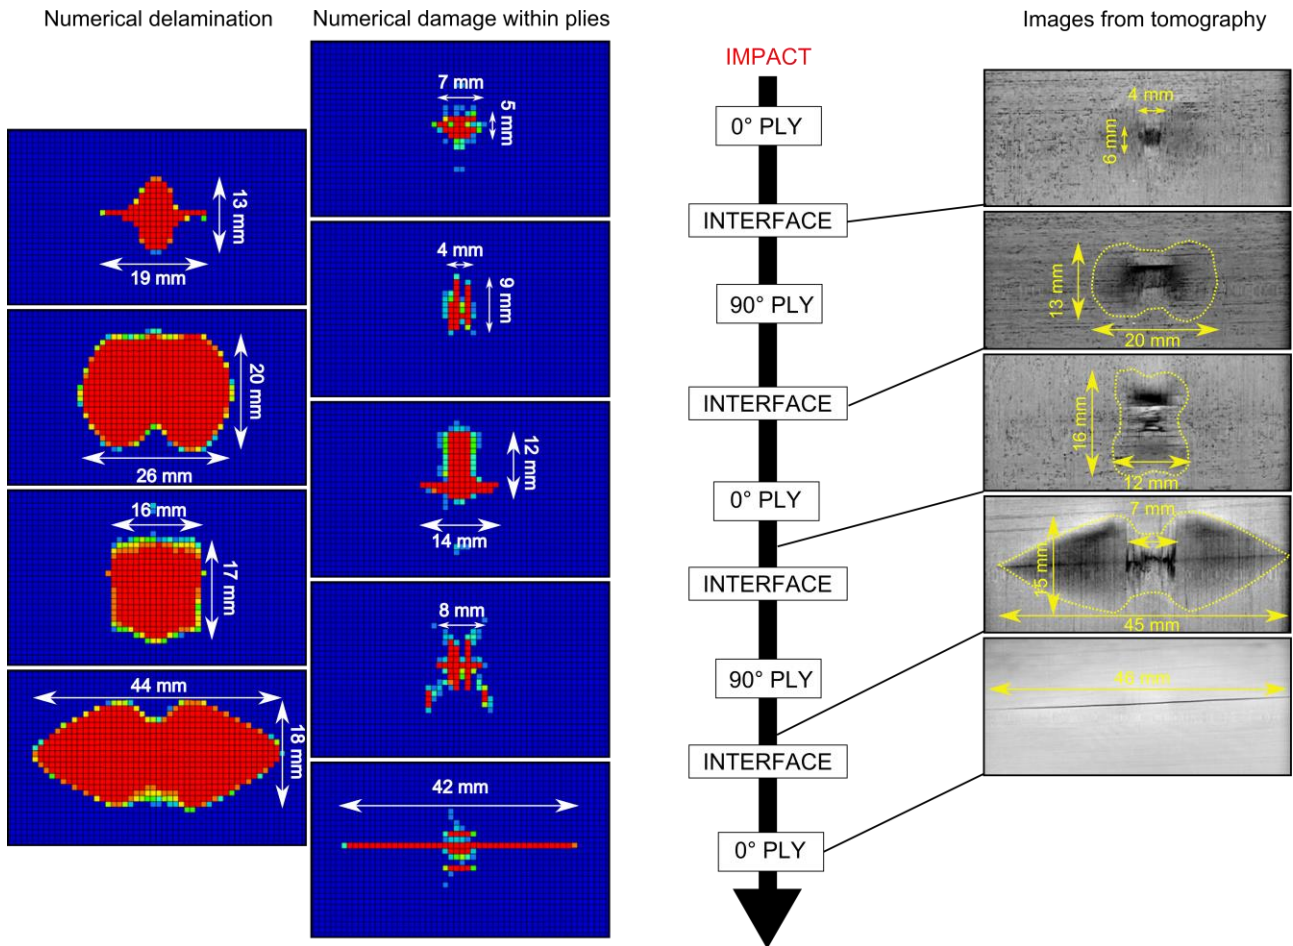 Numerical delamination
Numerical damage within plies
Images from tomography
13 mm
19 mm
20 mm
26 mm
16 mm
17 mm
44 mm
18 mm
7 mm
5 mm
4 mm
9 mm
12 mm
14 mm
8 mm
42 mm
IMPACT
0° PLY
INTERFACE
90° PLY
INTERFACE
0° PLY
INTERFACE
90° PLY
INTERFACE
0° PLY
4 mm
6 mm
13 mm
20 mm
16 mm
12 mm
7 mm
15 mm
45 mm
46 mm